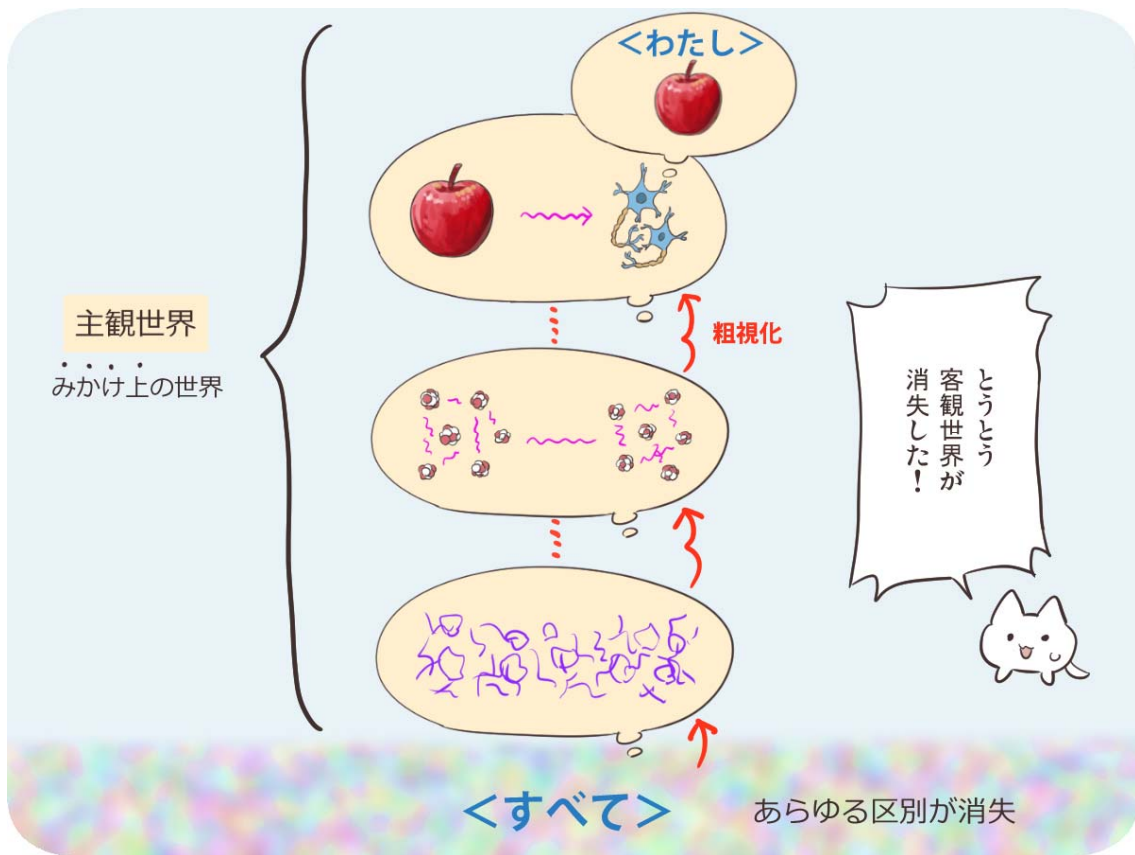 <わたし>
主観世界
みかけ上の世界
粗視化
とうとう
客観世界が
消失した！
<すべて>
あらゆる区別が消失